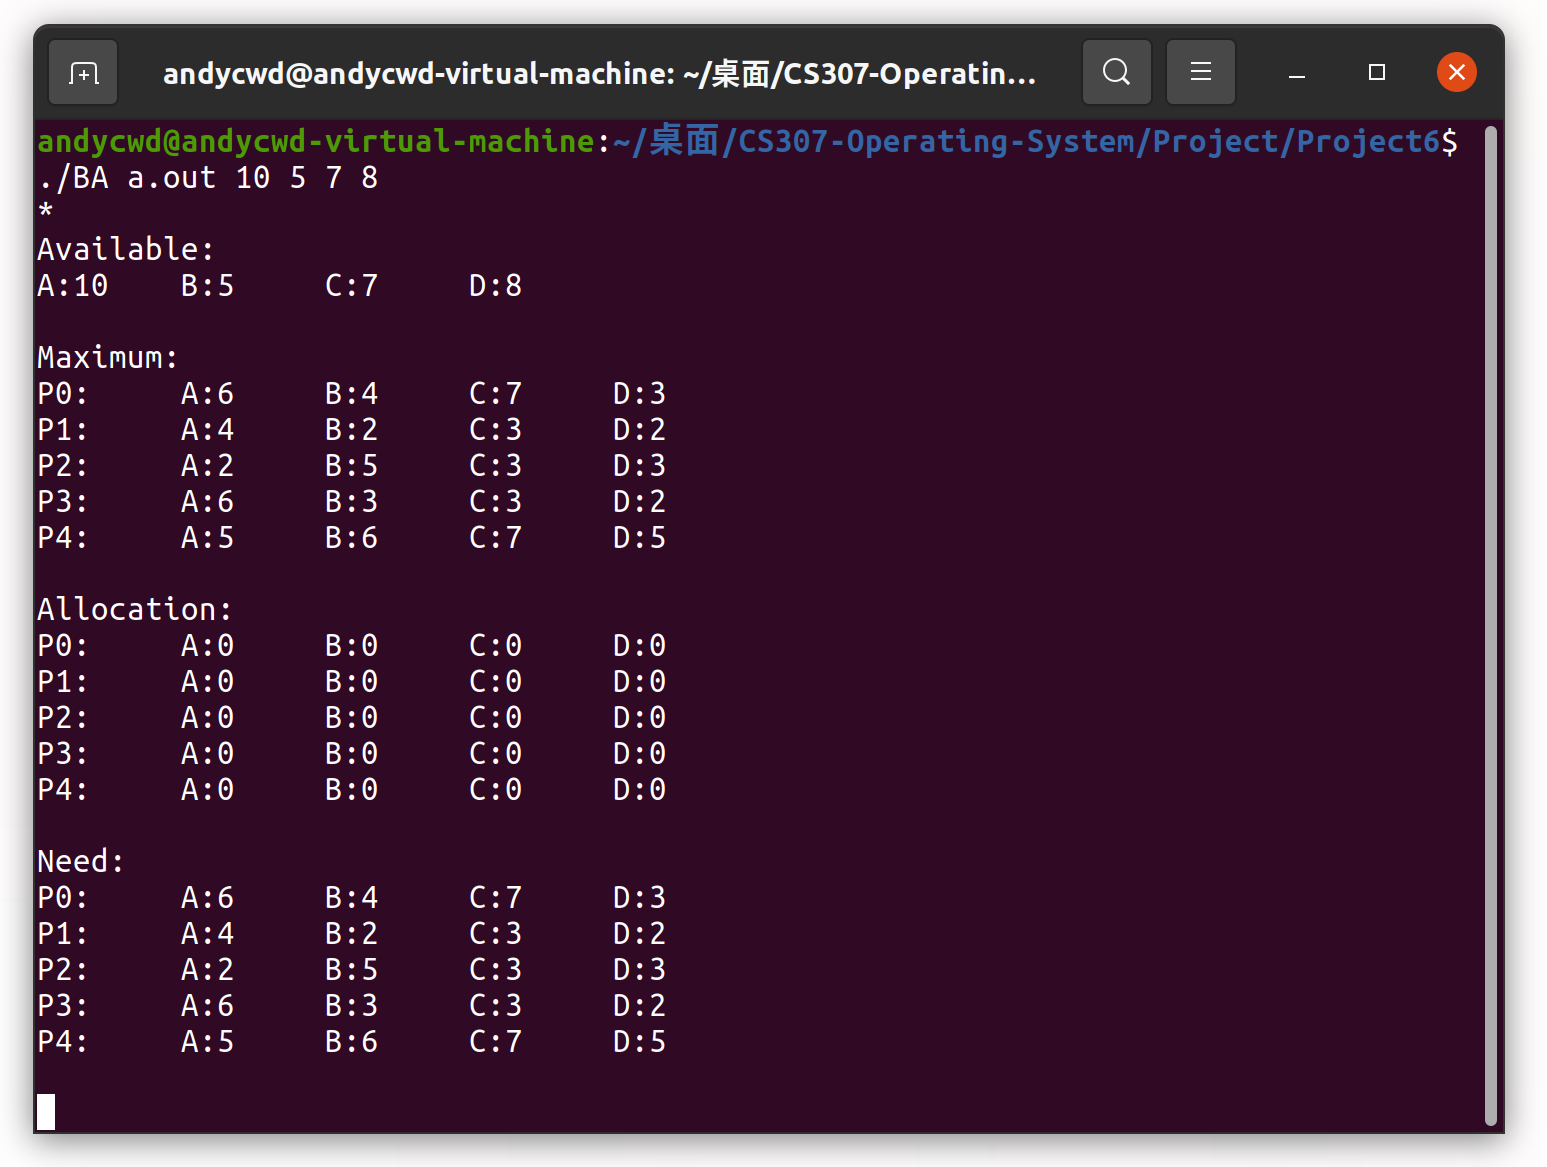 andycwd@andycwd-virtual-machine: ~/桌面/CS307-Operatin...
andycwd@andycwd-virtual-machine:~/桌面/CS307-Operating-System/Project/Project6$
./BA a.out 10 5 7 8
*
Available:
A:10 B:5 C:7 D:8
Maximum:
P0: A:6 B:4 C:7 D:3
P1: A:4 B:2 C:3 D:2
P2: A:2 B:5 C:3 D:3
P3: A:6 B:3 C:3 D:2
P4: A:5 B:6 C:7 D:5
Allocation:
P0: A:0 B:0 C:0 D:0
P1: A:0 B:0 C:0 D:0
P2: A:0 B:0 C:0 D:0
P3: A:0 B:0 C:0 D:0
P4: A:0 B:0 C:0 D:0
Need:
P0: A:6 B:4 C:7 D:3
P1: A:4 B:2 C:3 D:2
P2: A:2 B:5 C:3 D:3
P3: A:6 B:3 C:3 D:2
P4: A:5 B:6 C:7 D:5